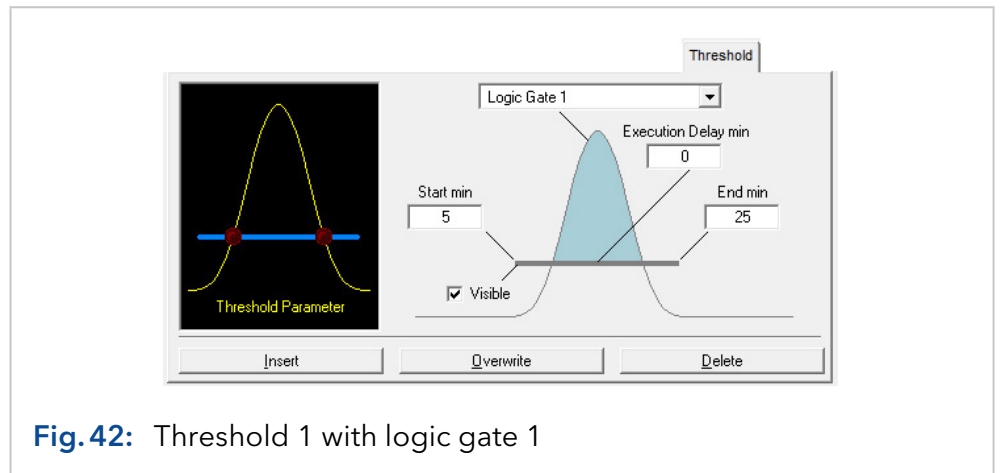 Threshold
Logic Gate 1
Execution Delay min
0
Start min
5
End min
25
Visible
Threshold Parameter
Insert
Overwrite
Delete
Fig. 42: Threshold 1 with logic gate 1